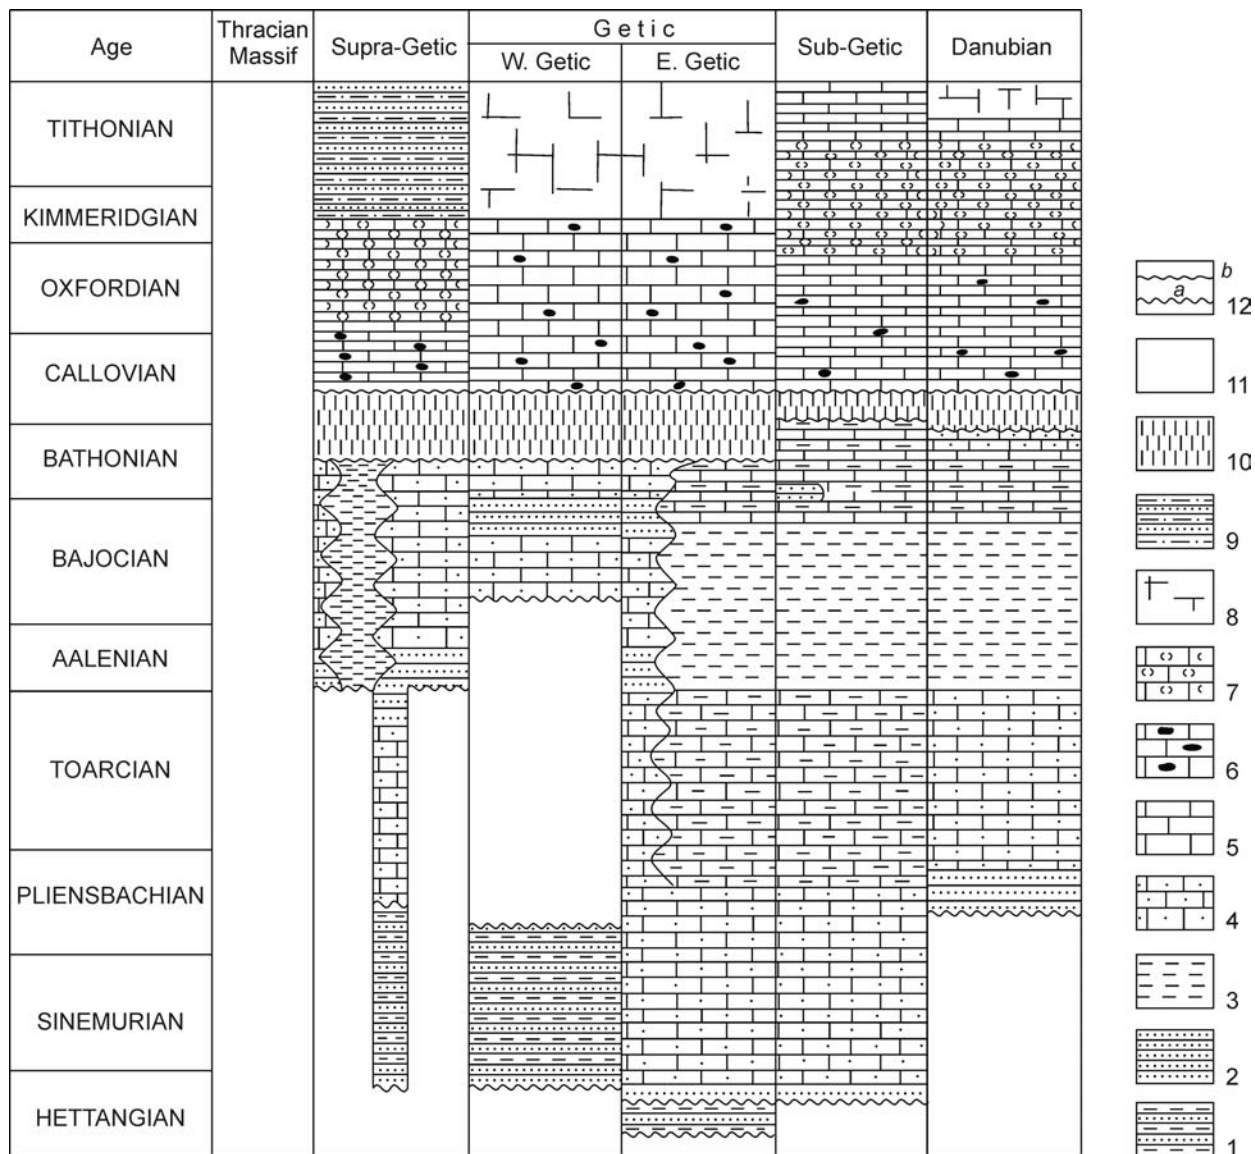 Age
Thracian
Massif
Supra-Getic
Getic
W. Getic
E. Getic
Sub-Getic
Danubian
TITHONIAN
KIMMERIDGIAN
OXFORDIAN
CALLOVIAN
BATHONIAN
BAJOCIAN
AALENIAN
TOARCIAN
PLIENSBACHIAN
SINEMURIAN
HETTANGIAN
b
a
12
11
10
9
8
7
6
5
4
3
2
1